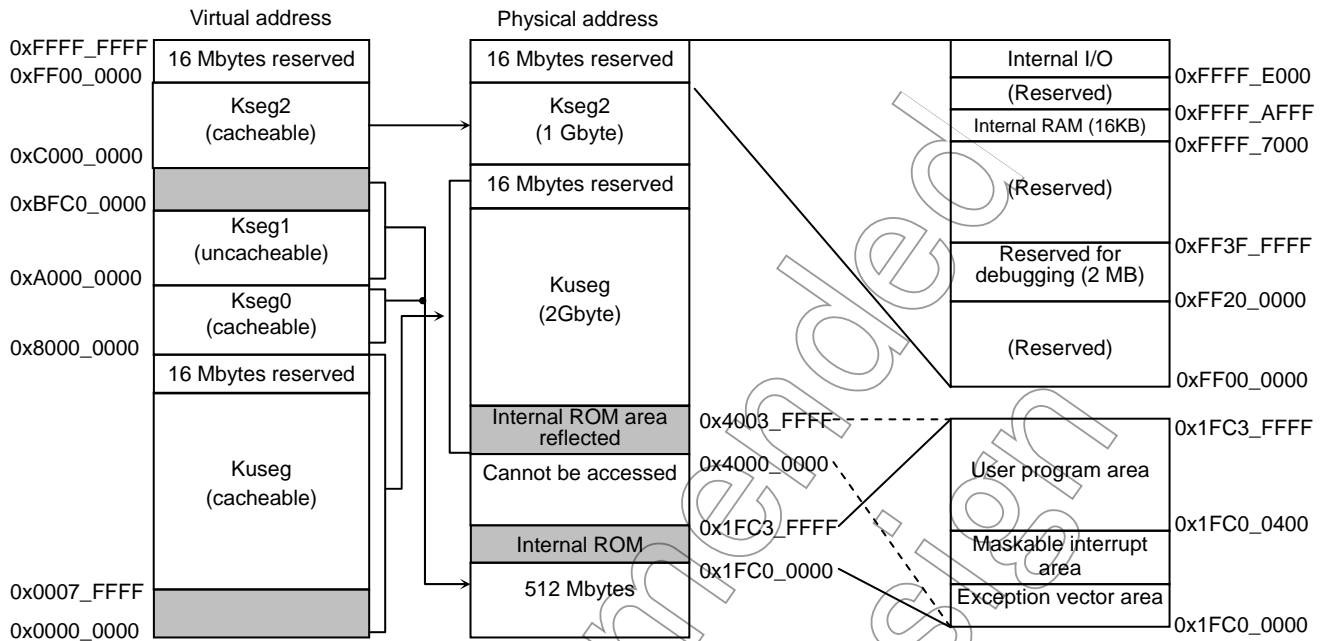 Virtual address
Physical address
0xFFFF_FFFF
16 Mbytes reserved
0xFF00_0000
Kseg2
(cacheable)
0xC000_0000
0xBFC0_0000
Kseg1
(uncacheable)
0xA000_0000
Kseg0
(cacheable)
0x8000_0000
16 Mbytes reserved
Kuseg
(cacheable)
0x0007_FFFF
0x0000_0000
16 Mbytes reserved
Kseg2
(1 Gbyte)
16 Mbytes reserved
Kuseg
(2Gbyte)
Internal ROM area
reflected
Cannot be accessed
Internal ROM
512 Mbytes
0x4003_FFFF
0x4000_0000
0x1FC3_FFFF
0x1FC0_0000
Internal I/O
0xFFFF_E000
(Reserved)
0xFFFF_AFFF
Internal RAM (16KB)
0xFFFF_7000
(Reserved)
0xFF3F_FFFF
Reserved for
debugging (2 MB)
0xFF20_0000
(Reserved)
0xFF00_0000
0x1FC3_FFFF
User program area
0x1FC0_0400
Maskable interrupt
area
Exception vector area
0x1FC0_0000
mended
sign